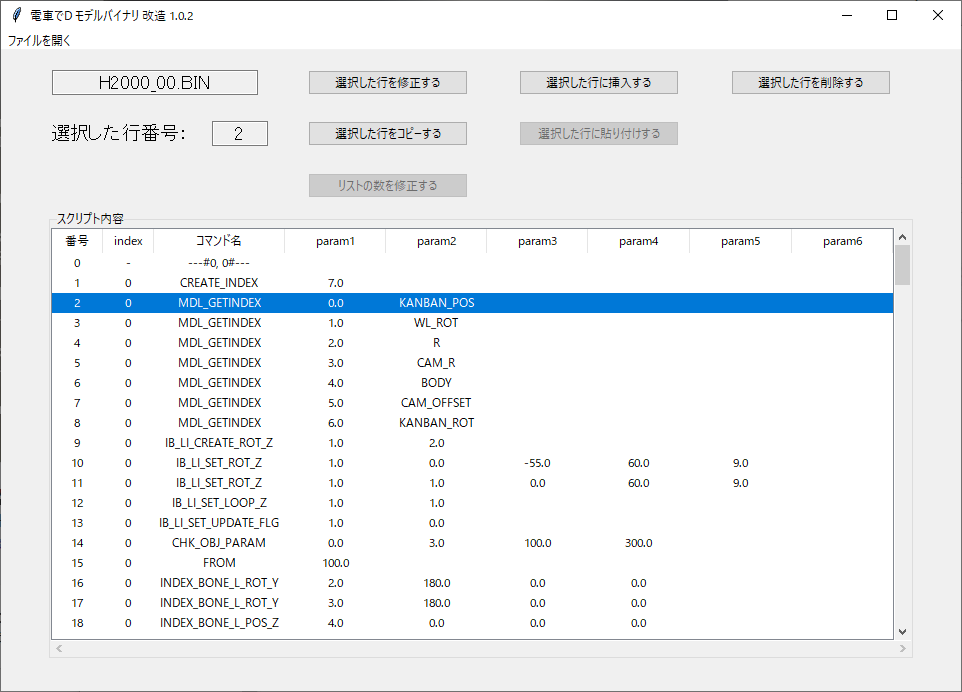 電車でD モデルバイナリ 改造 1.0.2
ファイルを開く
H2000_00.BIN 選択した行を修正する 選択した行に挿入する 選択した行を削除する
選択した行番号: 2 選択した行をコピーする 選択した行に貼り付けする
リストの数を修正する
スクリプト内容
番号 index コマンド名 param1 param2 param3 param4 param5 param6
0 - ---#0, 0#---
1 0 CREATE_INDEX 7.0
2 0 MDL_GETINDEX 0.0 KANBAN_POS
3 0 MDL_GETINDEX 1.0 WL_ROT
4 0 MDL_GETINDEX 2.0 R
5 0 MDL_GETINDEX 3.0 CAM_R
6 0 MDL_GETINDEX 4.0 BODY
7 0 MDL_GETINDEX 5.0 CAM_OFFSET
8 0 MDL_GETINDEX 6.0 KANBAN_ROT
9 0 IB_LI_CREATE_ROT_Z 1.0 2.0
10 0 IB_LI_SET_ROT_Z 1.0 0.0 -55.0 60.0 9.0
11 0 IB_LI_SET_ROT_Z 1.0 1.0 0.0 60.0 9.0
12 0 IB_LI_SET_LOOP_Z 1.0 1.0
13 0 IB_LI_SET_UPDATE_FLG 1.0 0.0
14 0 CHK_OBJ_PARAM 0.0 3.0 100.0 300.0
15 0 FROM 100.0
16 0 INDEX_BONE_L_ROT_Y 2.0 180.0 0.0 0.0
17 0 INDEX_BONE_L_ROT_Y 3.0 180.0 0.0 0.0
18 0 INDEX_BONE_L_POS_Z 4.0 0.0 0.0 0.0